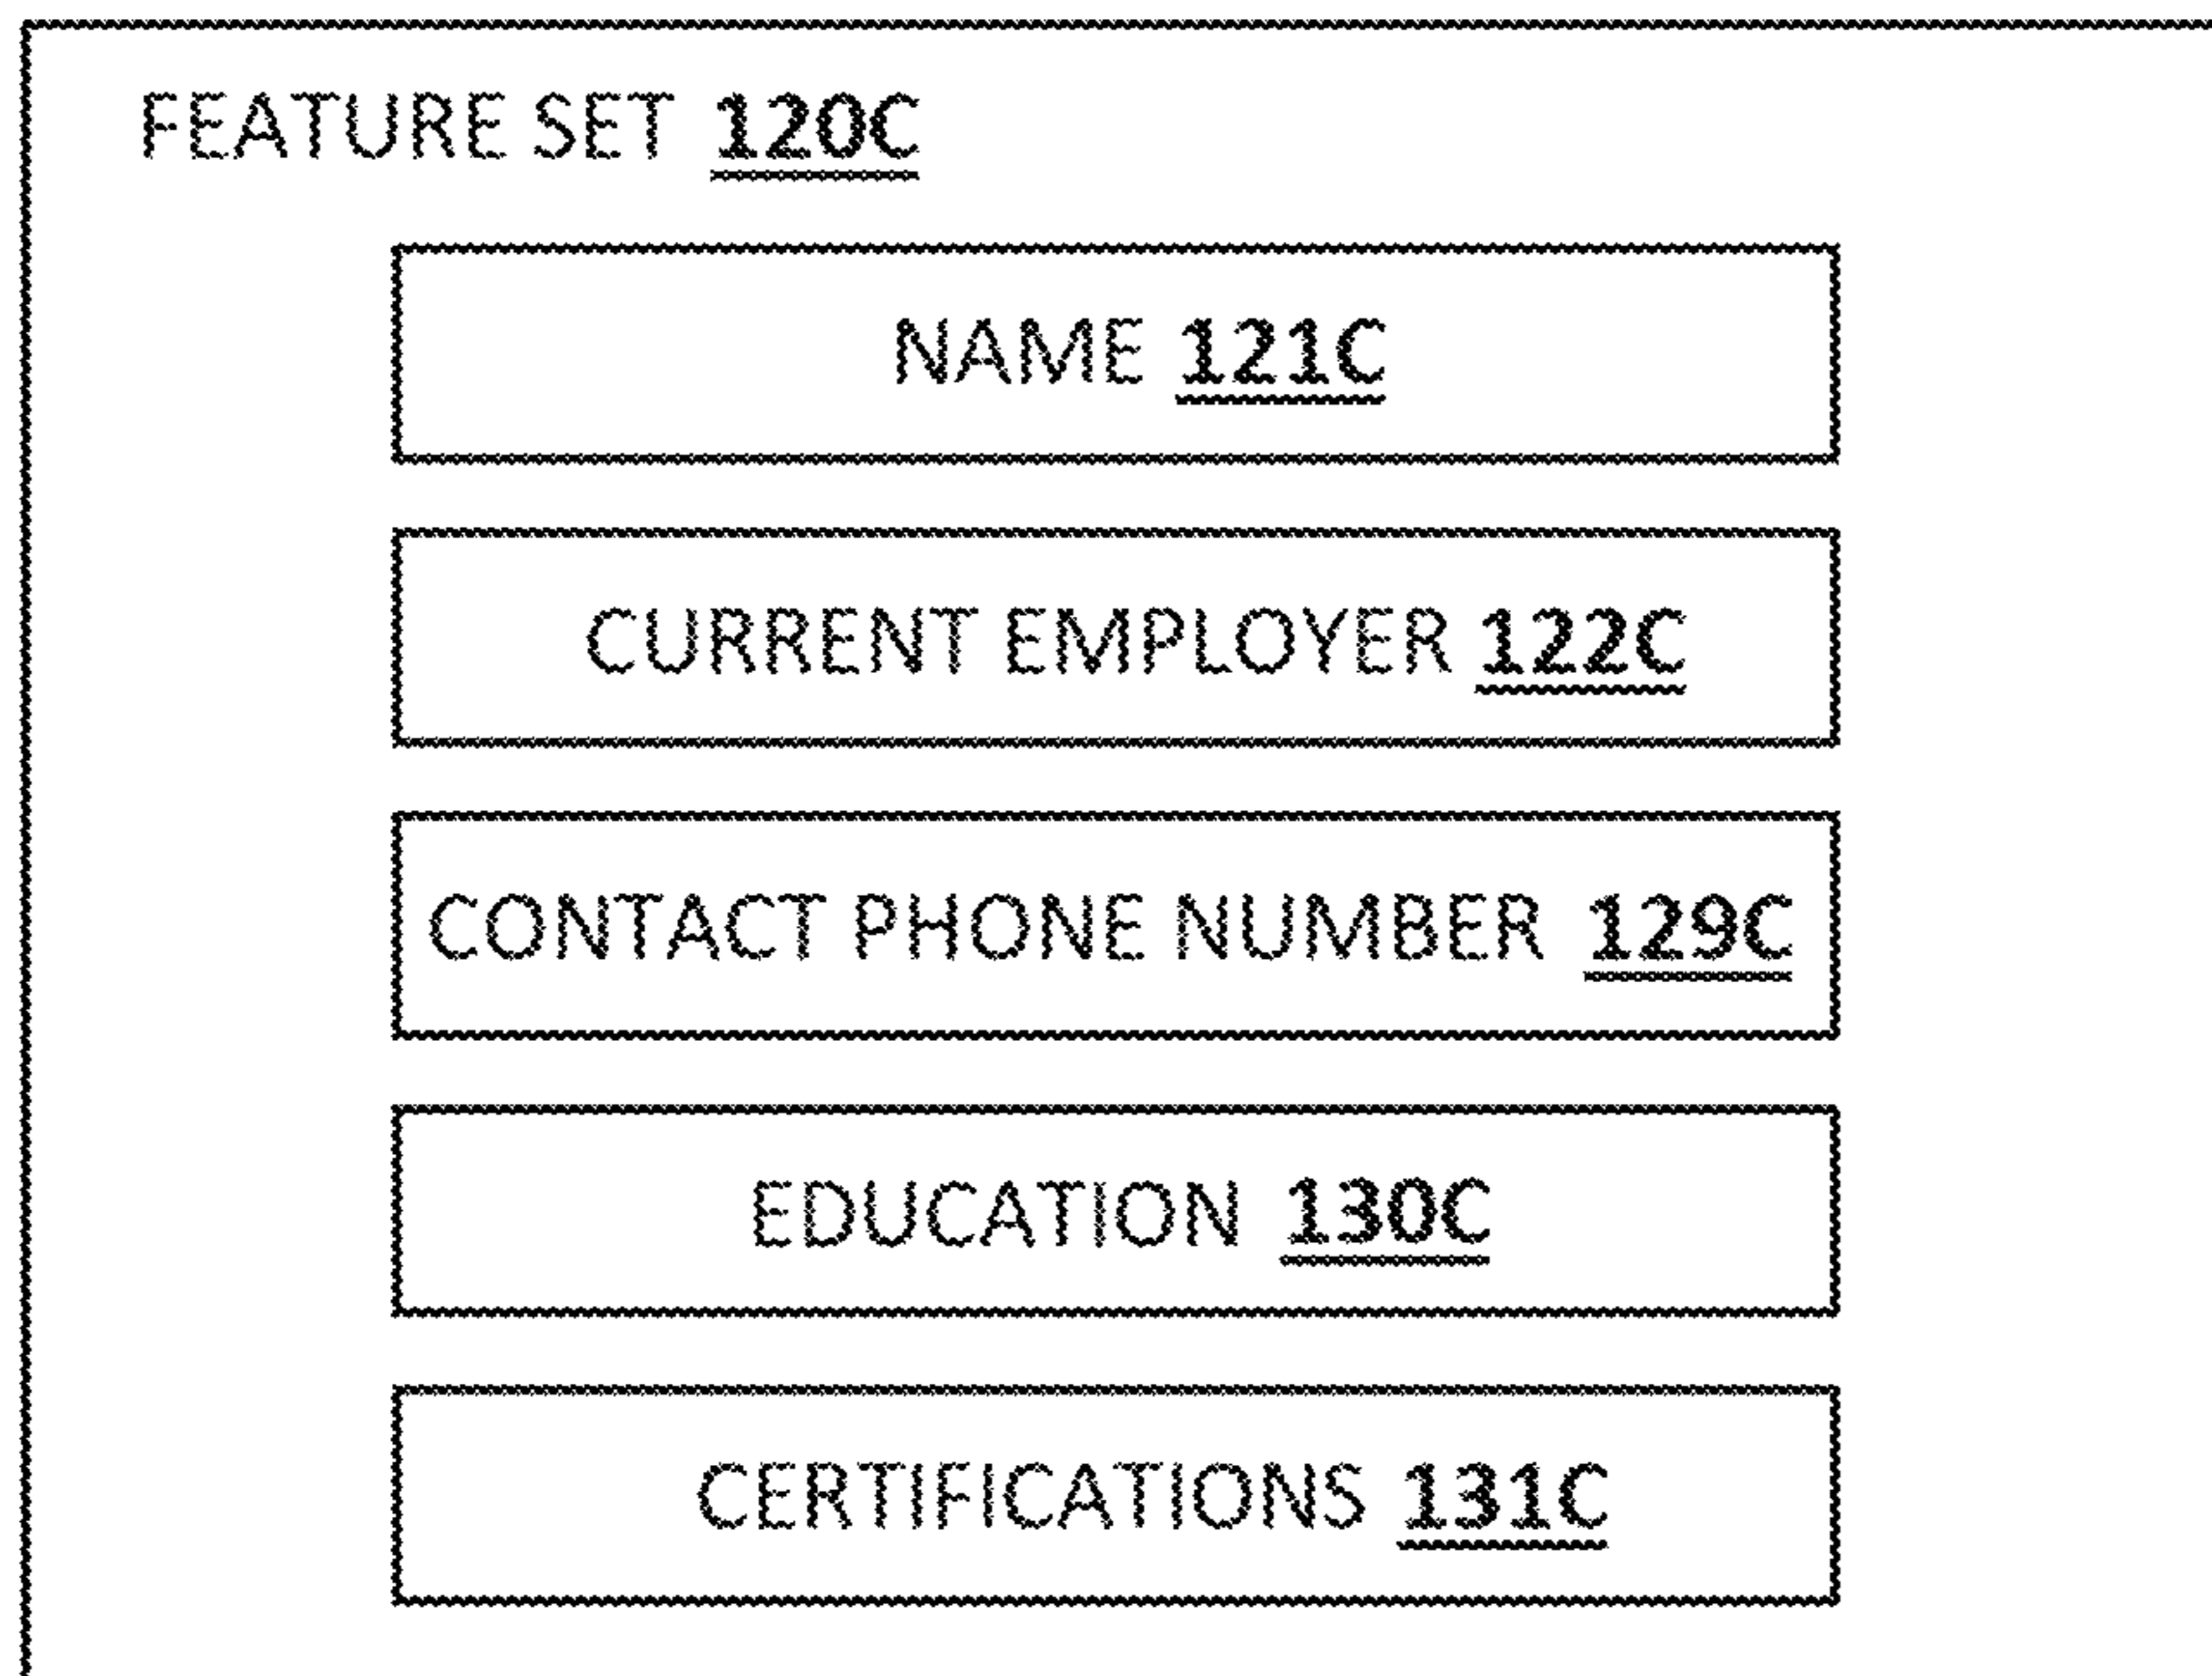 FEATURE SET 120C
NAME 121C
CURRENT EMPLOYER 122C
CONTACT PHONE NUMBER 129C
EDUCATION 130C
CERTIFICATIONS 131C